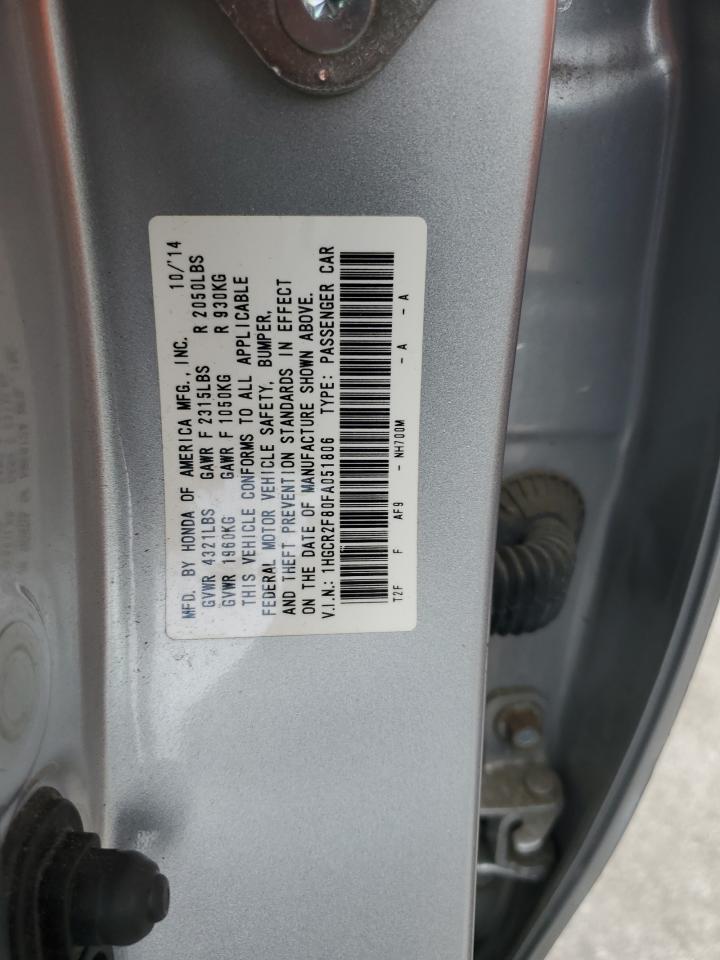 MFD. BY HONDA OF AMERICA MFG., INC. 10/'14
GVWR 4321LBS GAWR F 2315LBS R 2050LBS
GVWR 1960KG GAWR F 1050KG R 930KG
THIS VEHICLE CONFORMS TO ALL APPLICABLE
FEDERAL MOTOR VEHICLE SAFETY, BUMPER,
AND THEFT PREVENTION STANDARDS IN EFFECT
ON THE DATE OF MANUFACTURE SHOWN ABOVE.
V.I.N.: 1HGCR2F80FA051806 TYPE: PASSENGER CAR
T2F F AF9 - NH700M - A - A